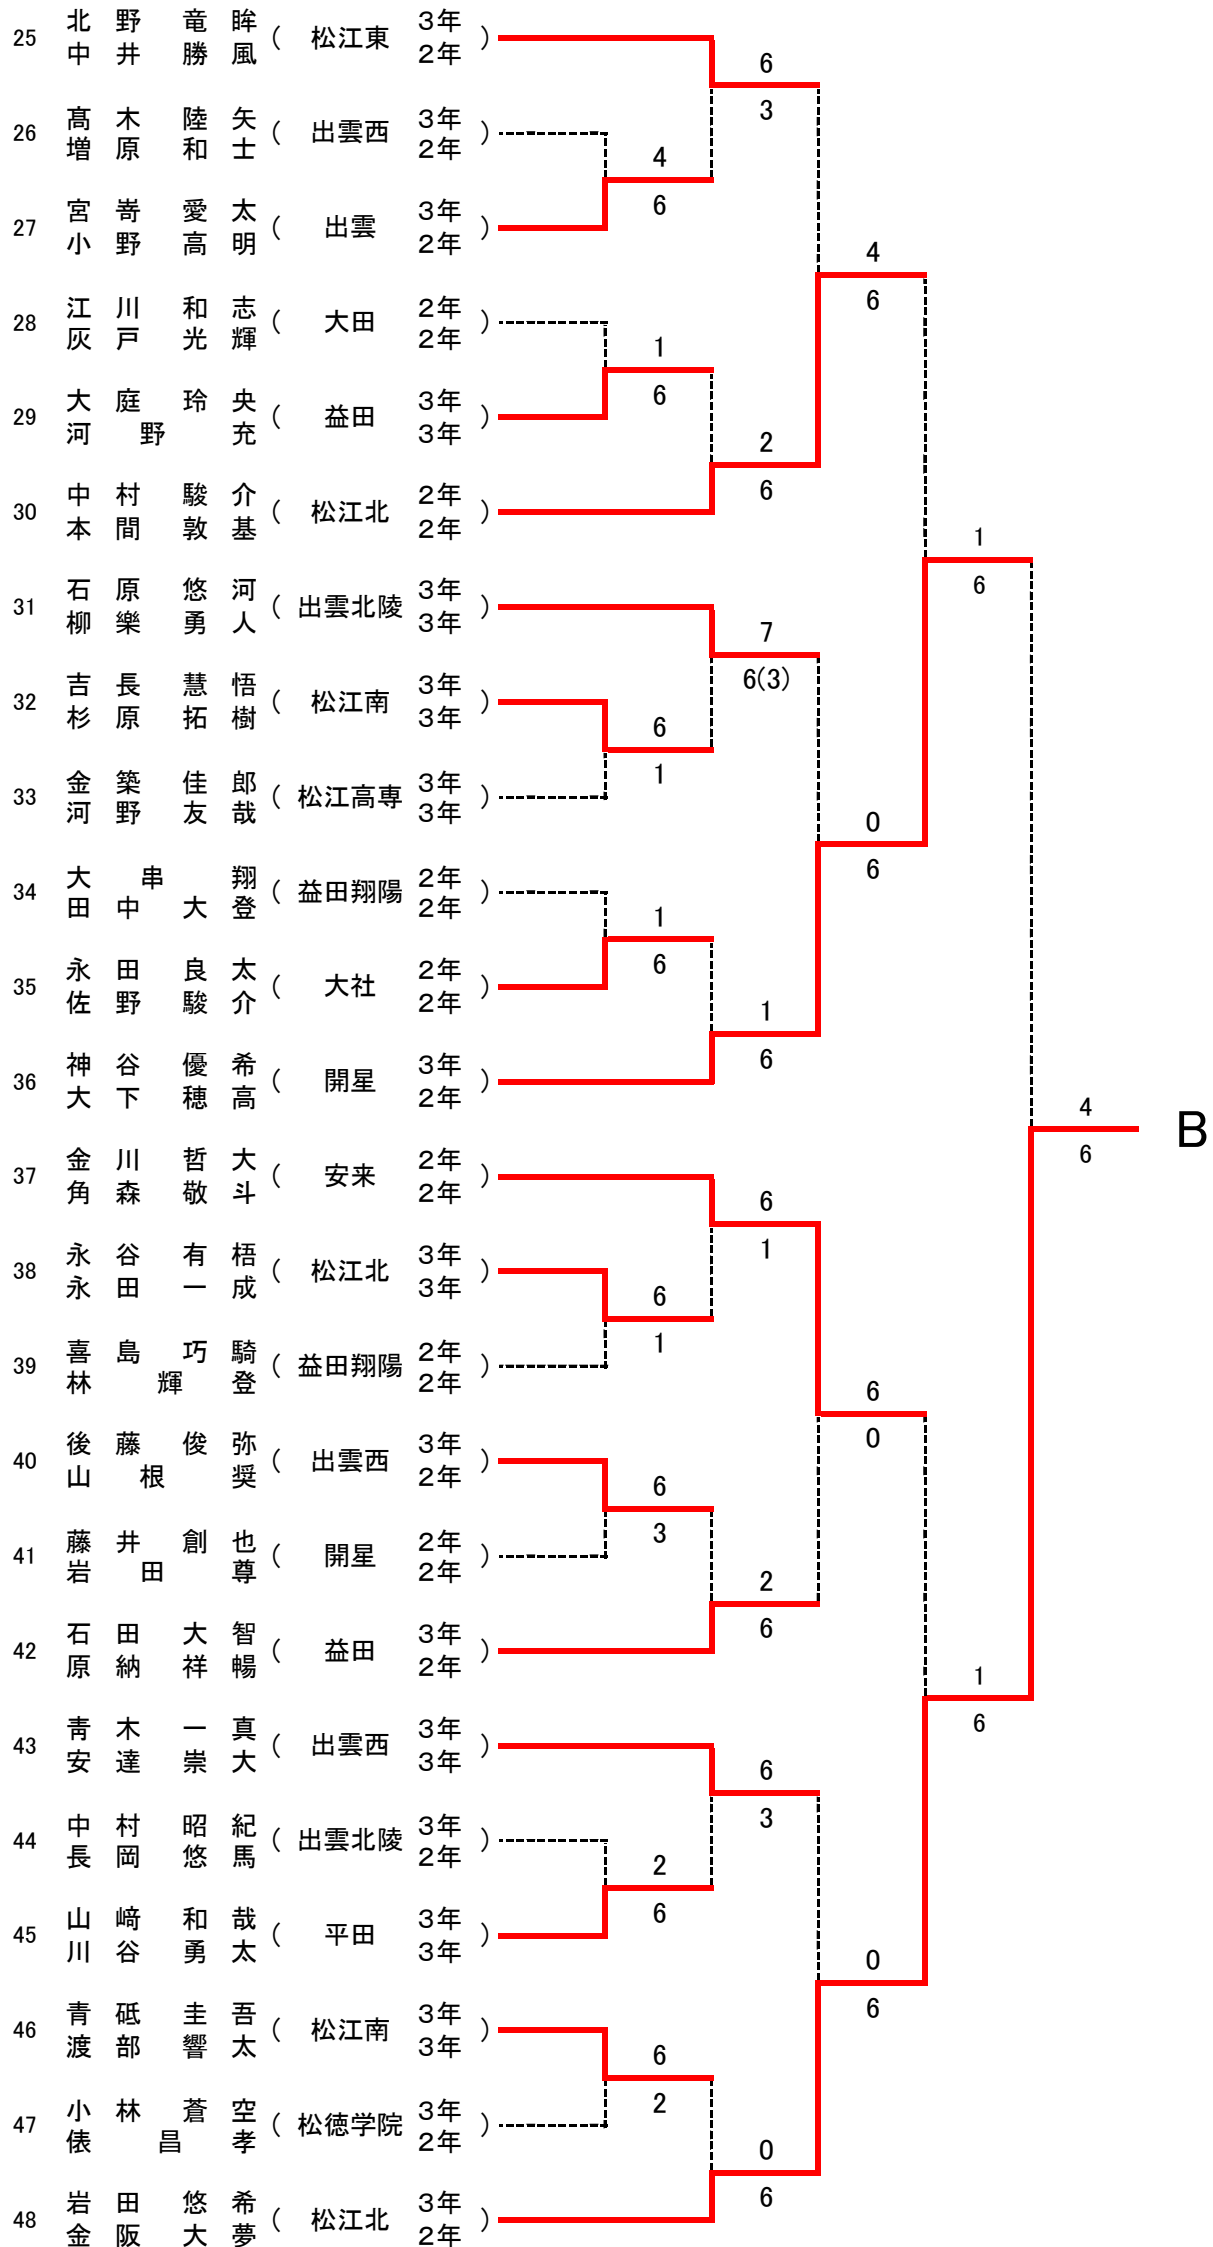 北野 竜眸 3年
25 ( 松江東 )
中井 勝風 2年
6
3
髙木 陸矢 3年
26 ( 出雲西 )
増原 和士 2年
4
6
宮嵜 愛太 3年
27 ( 出雲 )
小野 高明 2年
4
6
江川 和志 2年
28 ( 大田 )
灰戸 光輝 2年
1
6
大庭 玲央 3年
29 ( 益田 )
河野 充 3年
2
6
中村 駿介 2年
30 ( 松江北 )
本間 敦基 2年
1
6
石原 悠河 3年
31 ( 出雲北陵 )
柳樂 勇人 3年
7
6(3)
吉長 慧悟 3年
32 ( 松江南 )
杉原 拓樹 3年
6
1
金築 佳郎 3年
33 ( 松江高専 )
河野 友哉 3年
0
6
大串 翔 2年
34 ( 益田翔陽 )
田中 大登 2年
1
6
永田 良太 2年
35 ( 大社 )
佐野 駿介 2年
1
6
神谷 優希 3年
36 ( 開星 )
大下 穂高 2年
4
B
6
金川 哲大 2年
37 ( 安来 )
角森 敬斗 2年
6
1
永谷 有梧 3年
38 ( 松江北 )
永田 一成 3年
6
1
喜島 巧騎 2年
39 ( 益田翔陽 )
林 輝登 2年
6
0
後藤 俊弥 3年
40 ( 出雲西 )
山根 奨 2年
6
3
藤井 創也 2年
41 ( 開星 )
岩田 尊 2年
2
6
石田 大智 3年
42 ( 益田 )
原納 祥暢 2年
1
6
青木 一真 3年
43 ( 出雲西 )
安達 崇大 3年
6
3
中村 昭紀 3年
44 ( 出雲北陵 )
長岡 悠馬 2年
2
6
山﨑 和哉 3年
45 ( 平田 )
川谷 勇太 3年
0
6
青砥 圭吾 3年
46 ( 松江南 )
渡部 響太 3年
6
2
小林 蒼空 3年
47 ( 松徳学院 )
俵 昌孝 2年
0
6
岩田 悠希 3年
48 ( 松江北 )
金阪 大夢 2年